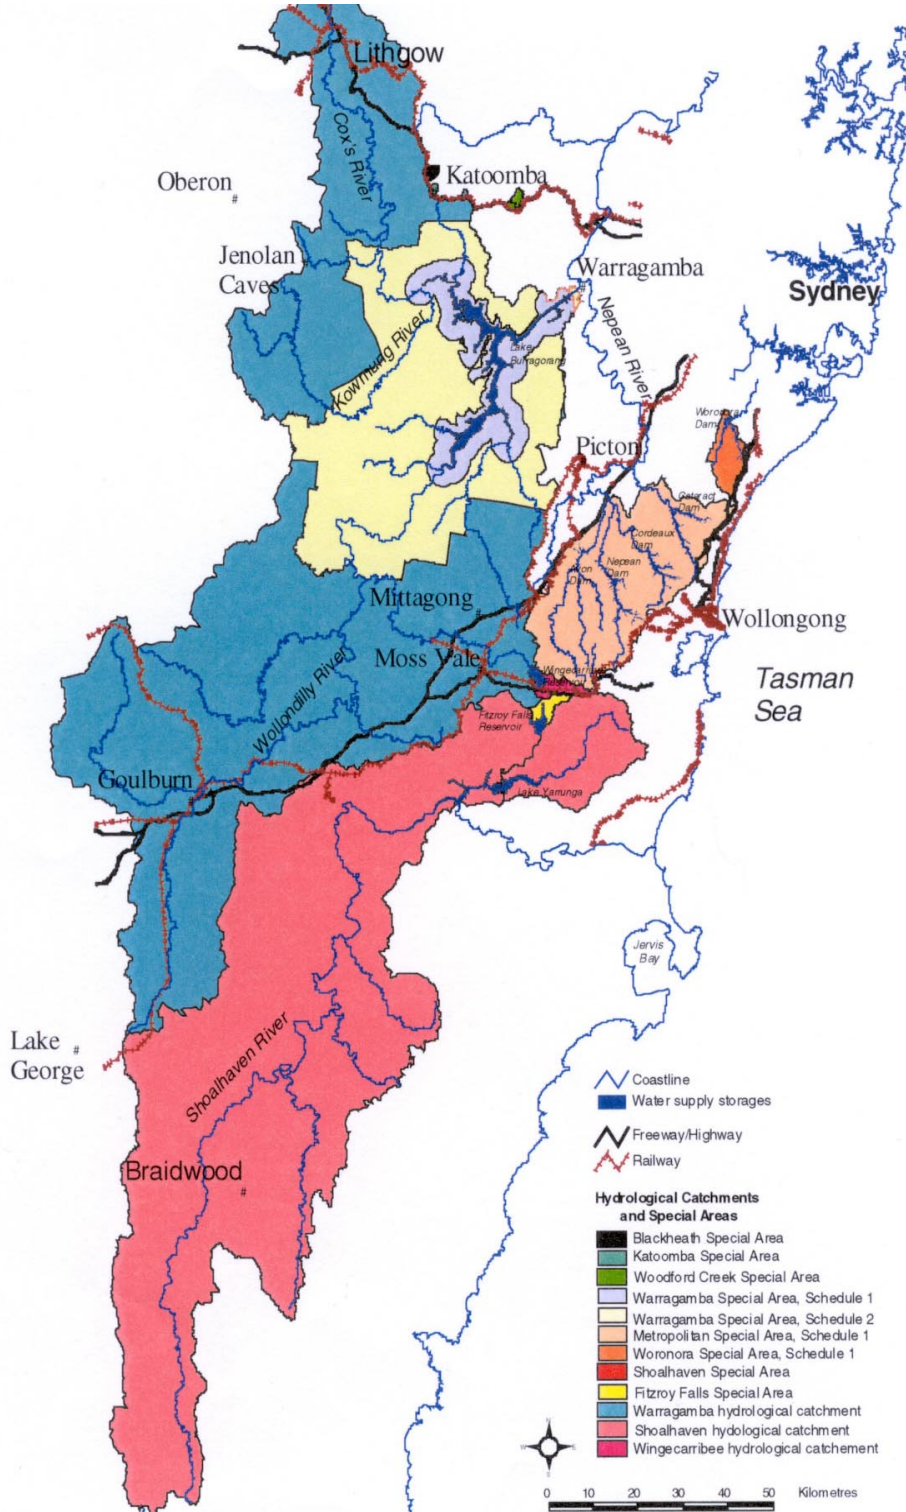 Lithgow
Cox's River
Katoomba
Oberon
Jenolan
Caves
Warragamba
Sydney
Nepean River
Kowmung River
Lake
Burragorang
Woronora
Dam
Picton
Cataract
Dam
Cordeaux
Dam
Nepean
Dam
Avon
Dam
Mittagong
Wollongong
Moss Vale
Wingecarribee
Reservoir
Tasman
Sea
Wollondilly River
Fitzroy Falls
Reservoir
Goulburn
Lake Yarrunga
Jervis
Bay
Lake
George
Shoalhaven River
Braidwood
Coastline
Water supply storages
Freeway/Highway
Railway
Hydrological Catchments
and Special Areas
Blackheath Special Area
Katoomba Special Area
Woodford Creek Special Area
Warragamba Special Area, Schedule 1
Warragamba Special Area, Schedule 2
Metropolitan Special Area, Schedule 1
Woronora Special Area, Schedule 1
Shoalhaven Special Area
Fitzroy Falls Special Area
Warragamba hydrological catchment
Shoalhaven hydological catchment
Wingecarribee hydrological catchement
N
W
E
S
0 10 20 30 40 50 Kilometres